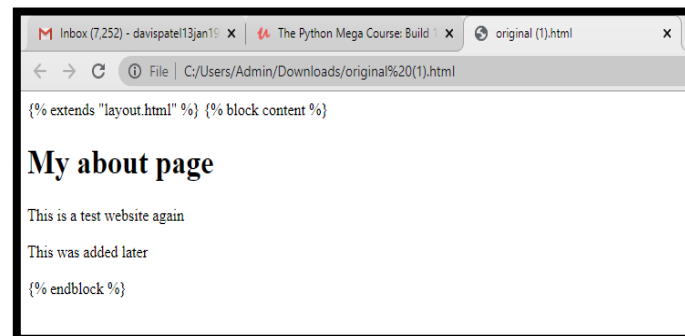 Inbox (7,252) - davispatel13jan19
The Python Mega Course: Build 1
original (1).html
File | C:/Users/Admin/Downloads/original%20(1).html
{% extends "layout.html" %} {% block content %}
My about page
This is a test website again
This was added later
{% endblock %}